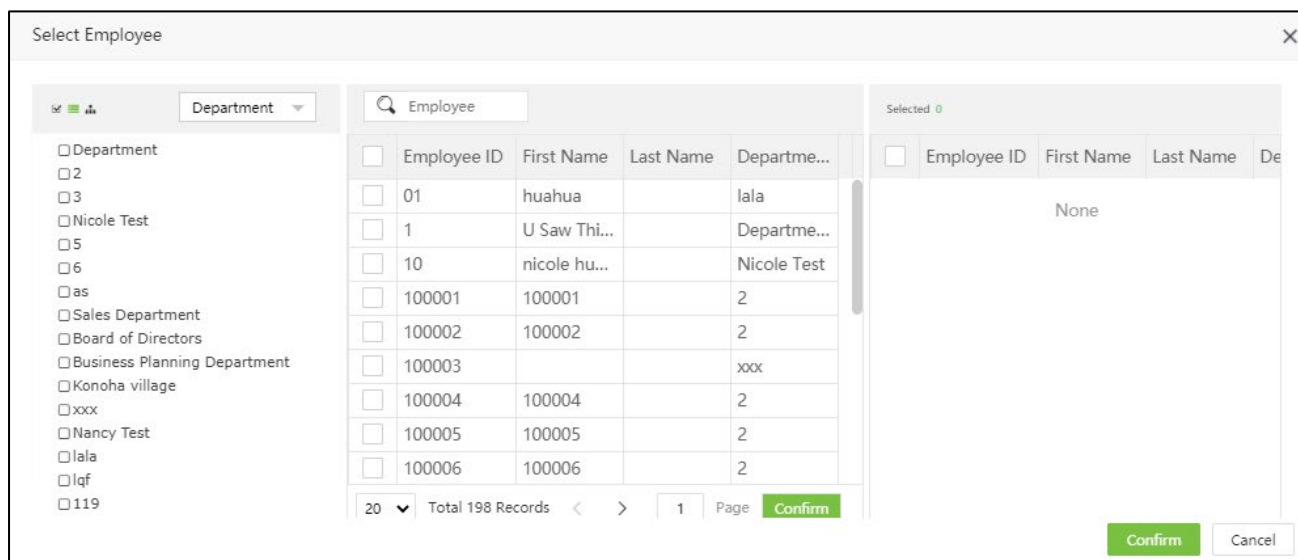 Select Employee
Department
Department
2
3
Nicole Test
5
6
as
Sales Department
Board of Directors
Business Planning Department
Konoha village
xxx
Nancy Test
lala
lqf
119
Employee
Employee ID First Name Last Name Departme...
01 huahua lala
1 U Saw Thi... Departme...
10 nicole hu... Nicole Test
100001 100001 2
100002 100002 2
100003 xxx
100004 100004 2
100005 100005 2
100006 100006 2
20 Total 198 Records < > 1 Page Confirm
Selected 0
Employee ID First Name Last Name De
None
Confirm Cancel